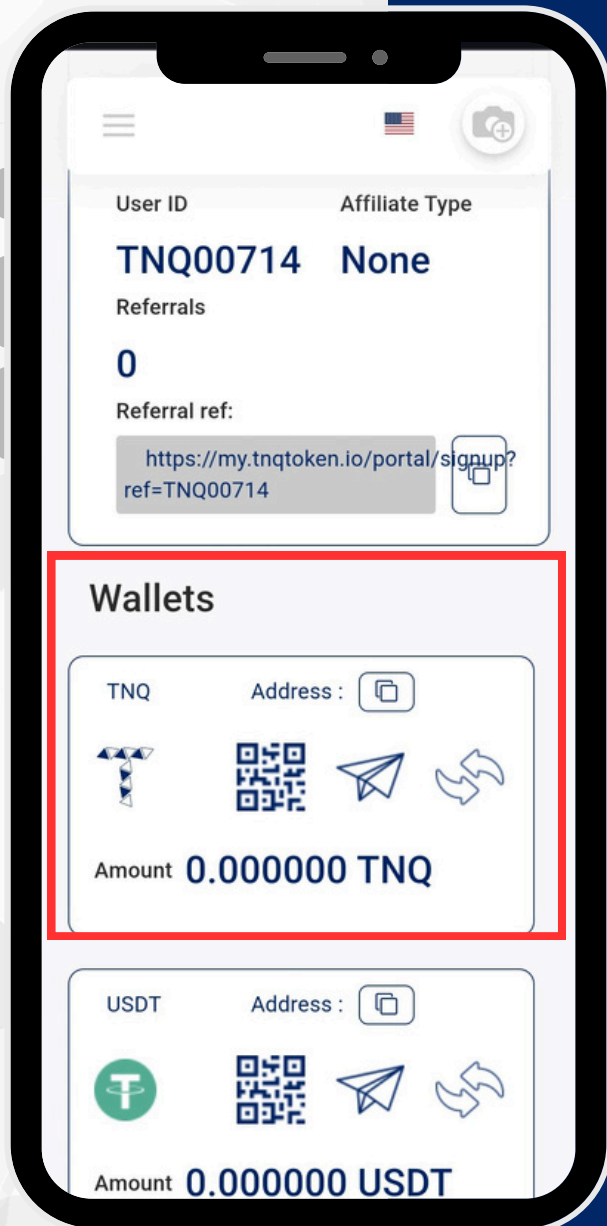 User ID
Affiliate Type
TNQ00714
None
Referrals
0
Referral ref:
https://my.tnqtoken.io/portal/signup?
ref=TNQ00714
Wallets
TNQ
Address :
Amount 0.000000 TNQ
USDT
Address :
Amount 0.000000 USDT